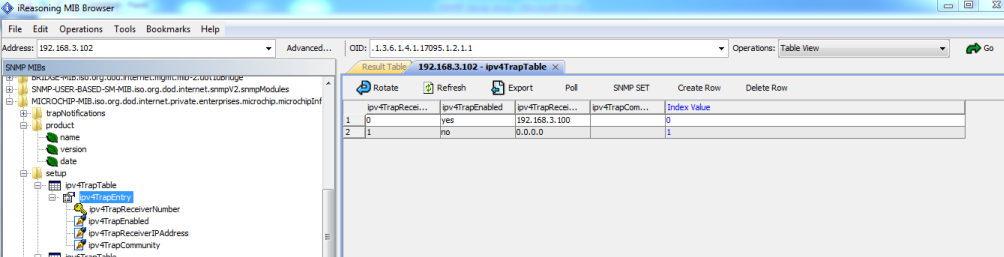 iReasoning MIB Browser
File Edit Operations Tools Bookmarks Help
Address: 192.168.3.102 Advanced... OID: .1.3.6.1.4.1.17095.1.2.1.1 Operations: Table View Go
SNMP MIBs
BRIDGE-MIB.iso.org.dod.internet.mgmt.mib-2.dot1dBridge
SNMP-USER-BASED-SM-MIB.iso.org.dod.internet.snmpV2.snmpModules
MICROCHIP-MIB.iso.org.dod.internet.private.enterprises.microchip.microchipInf
trapNotifications
product
name
version
date
setup
ipv4TrapTable
ipv4TrapEntry
ipv4TrapReceiverNumber
ipv4TrapEnabled
ipv4TrapReceiverIPAddress
ipv4TrapCommunity
ipv6TrapTable
Result Table 192.168.3.102 - ipv4TrapTable
Rotate Refresh Export Poll SNMP SET Create Row Delete Row
ipv4TrapRecei... ipv4TrapEnabled ipv4TrapRecei... ipv4TrapCom... Index Value
1 0 yes 192.168.3.100 0
2 1 no 0.0.0.0 1